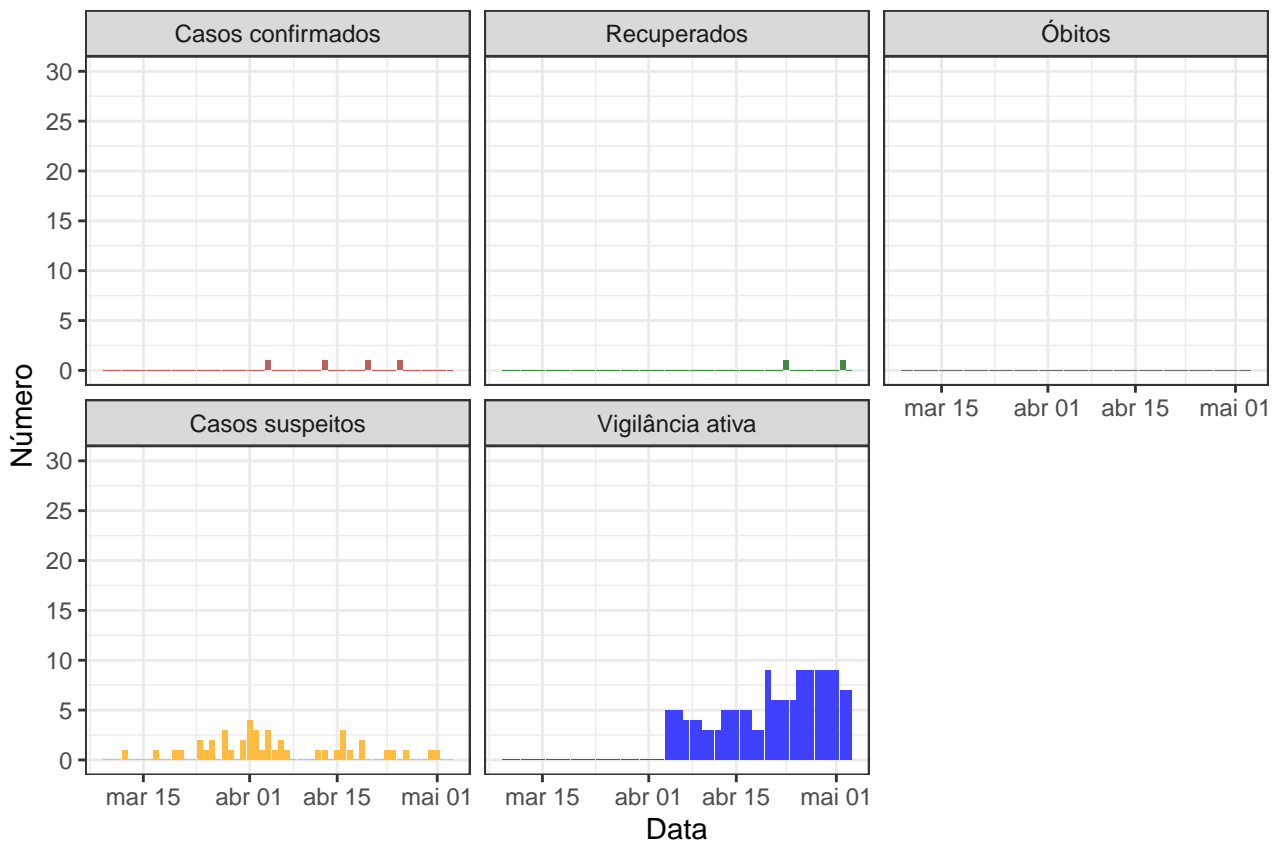 Casos confirmados
Recuperados
Óbitos
30
25
20
15
10
5
0
mar 15 abr 01 abr 15 mai 01
Número
Casos suspeitos
Vigilância ativa
30
25
20
15
10
5
0
mar 15 abr 01 abr 15 mai 01
mar 15 abr 01 abr 15 mai 01
Data